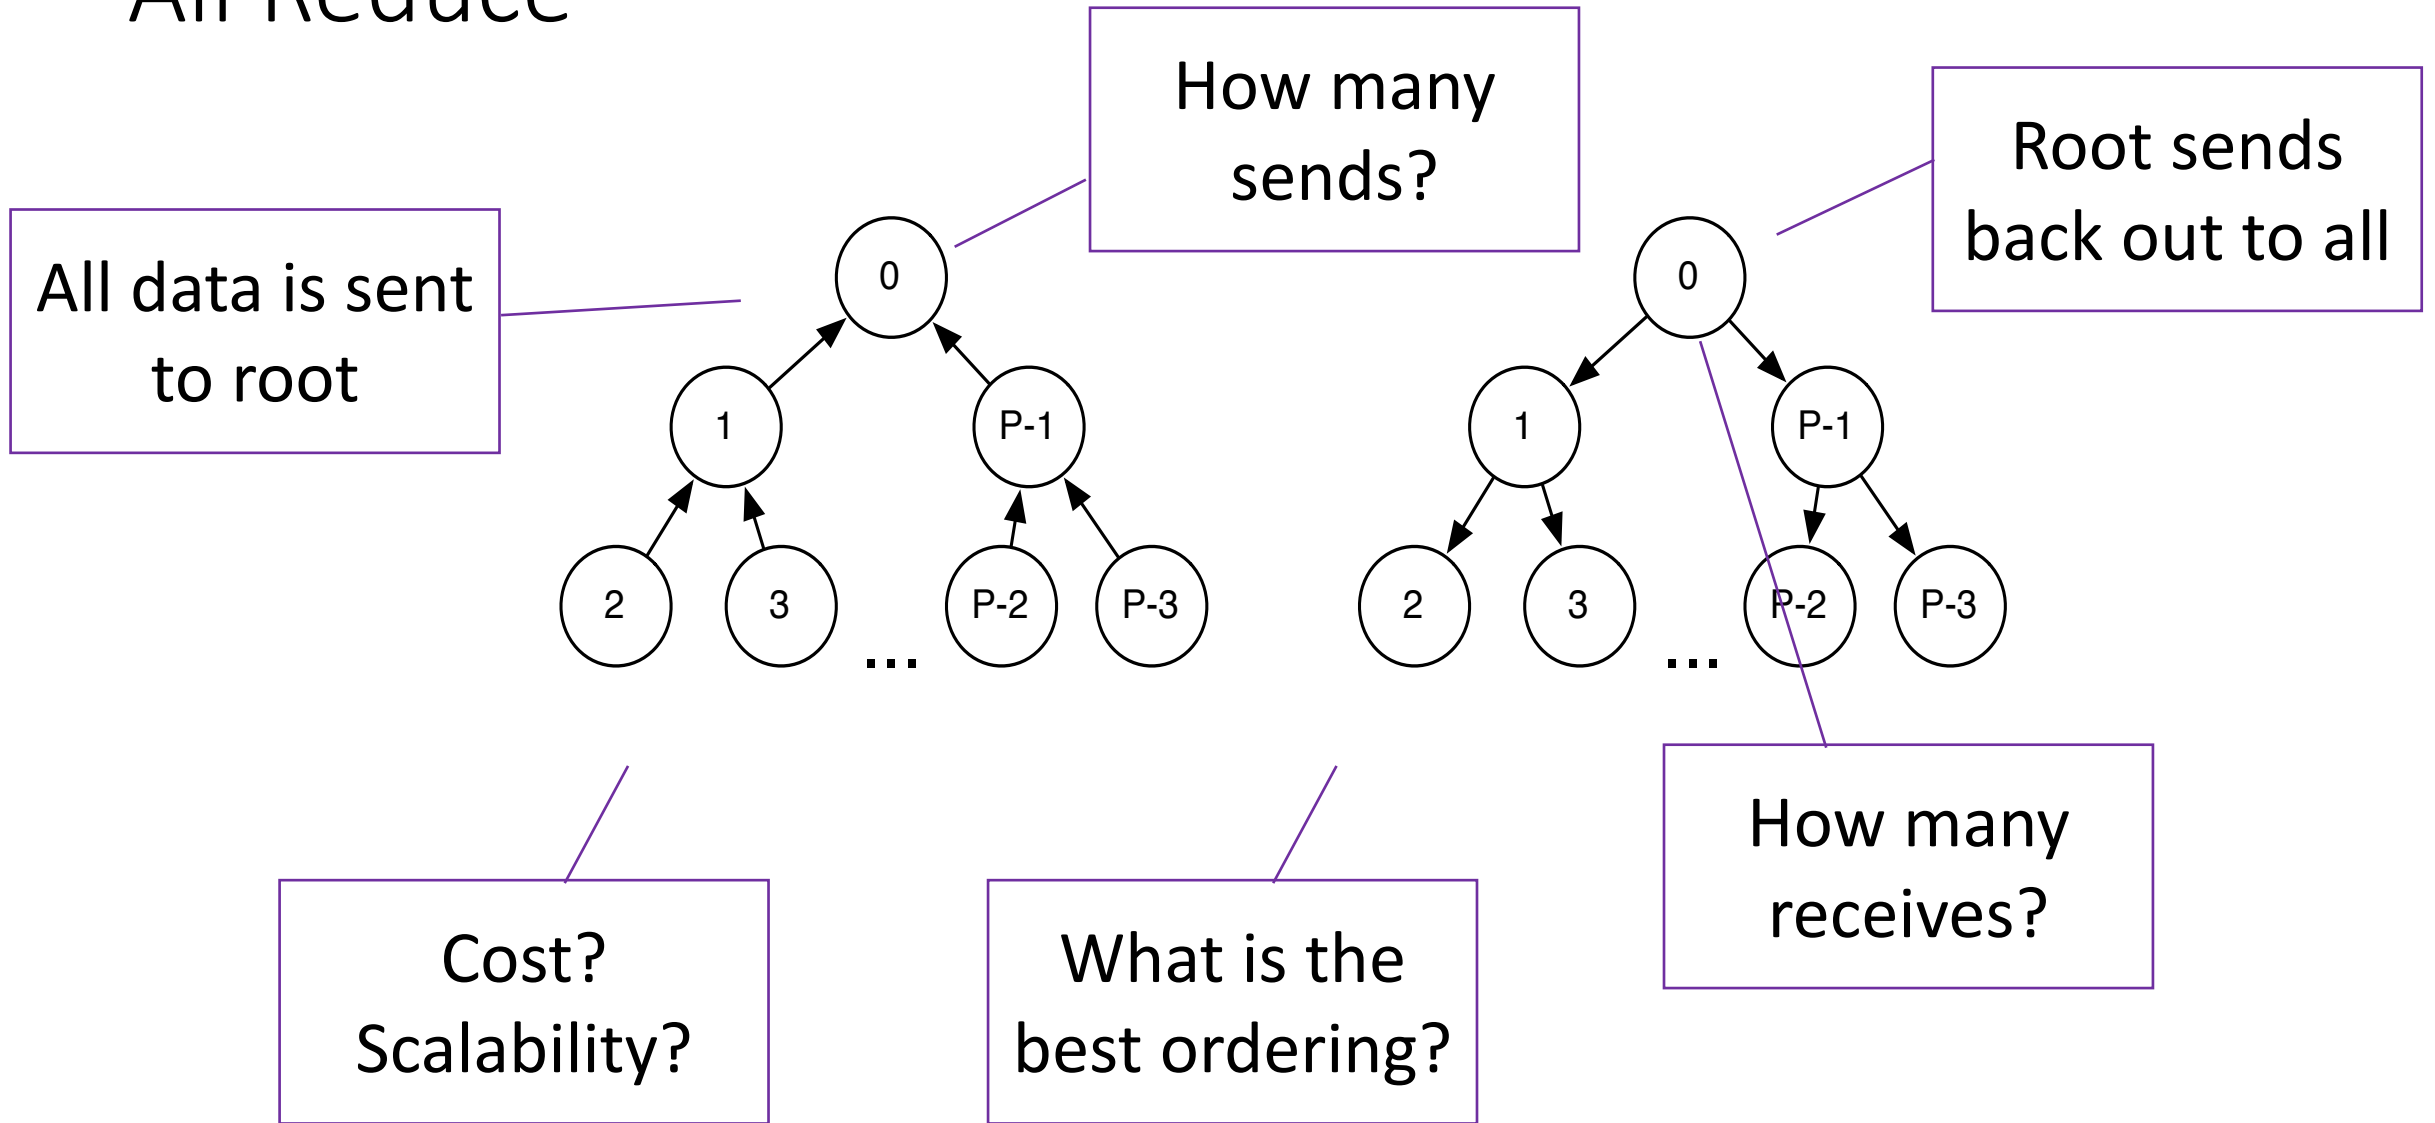 All Reduce
How many
sends?
Root sends
back out to all
All data is sent
to root
0
1
P-1
2
3
...
P-2
P-3
0
1
P-1
2
3
...
P-2
P-3
Cost?
Scalability?
What is the
best ordering?
How many
receives?